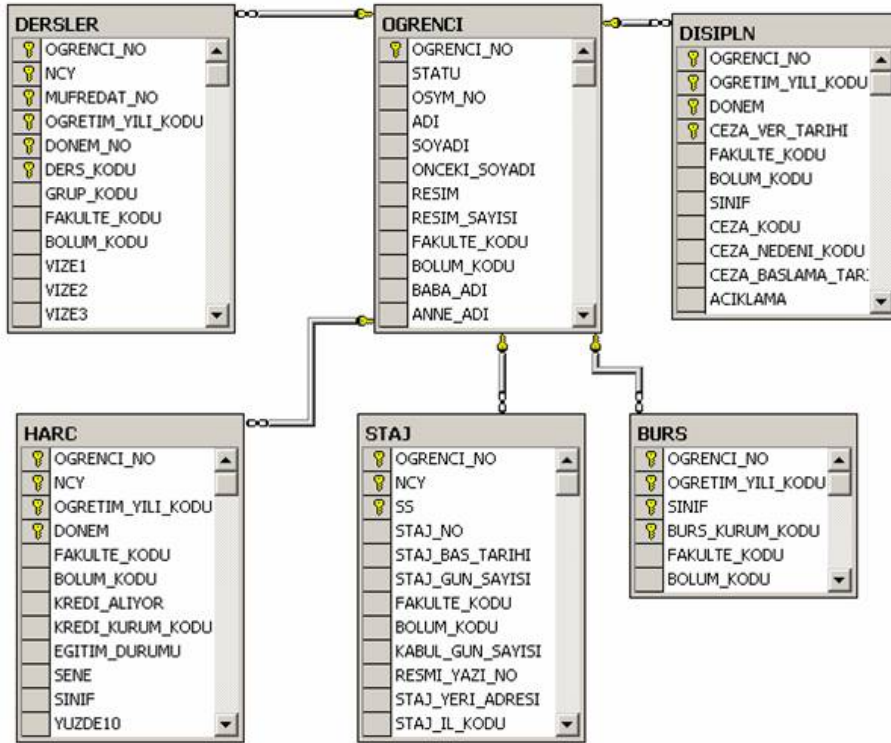 DERSLER
OGRENCI_NO
NCY
MUFREDAT_NO
OGRETIM_YILI_KODU
DONEM_NO
DERS_KODU
GRUP_KODU
FAKULTE_KODU
BOLUM_KODU
VIZE1
VIZE2
VIZE3
OGRENCI
OGRENCI_NO
STATU
OSYM_NO
ADI
SOYADI
ONCEKI_SOYADI
RESIM
RESIM_SAYISI
FAKULTE_KODU
BOLUM_KODU
BABA_ADI
ANNE_ADI
DISIPLN
OGRENCI_NO
OGRETIM_YILI_KODU
DONEM
CEZA_VER_TARIHI
FAKULTE_KODU
BOLUM_KODU
SINIF
CEZA_KODU
CEZA_NEDENI_KODU
CEZA_BASLAMA_TAR:
ACIKLAMA
HARC
OGRENCI_NO
NCY
OGRETIM_YILI_KODU
DONEM
FAKULTE_KODU
BOLUM_KODU
KREDI_ALIYOR
KREDI_KURUM_KODU
EGITIM_DURUMU
SENE
SINIF
YUZDE10
STAJ
OGRENCI_NO
NCY
SS
STAJ_NO
STAJ_BAS_TARIHI
STAJ_GUN_SAYISI
FAKULTE_KODU
BOLUM_KODU
KABUL_GUN_SAYISI
RESMI_YAZI_NO
STAJ_YERI_ADRESI
STAJ_IL_KODU
BURS
OGRENCI_NO
OGRETIM_YILI_KODU
SINIF
BURS_KURUM_KODU
FAKULTE_KODU
BOLUM_KODU